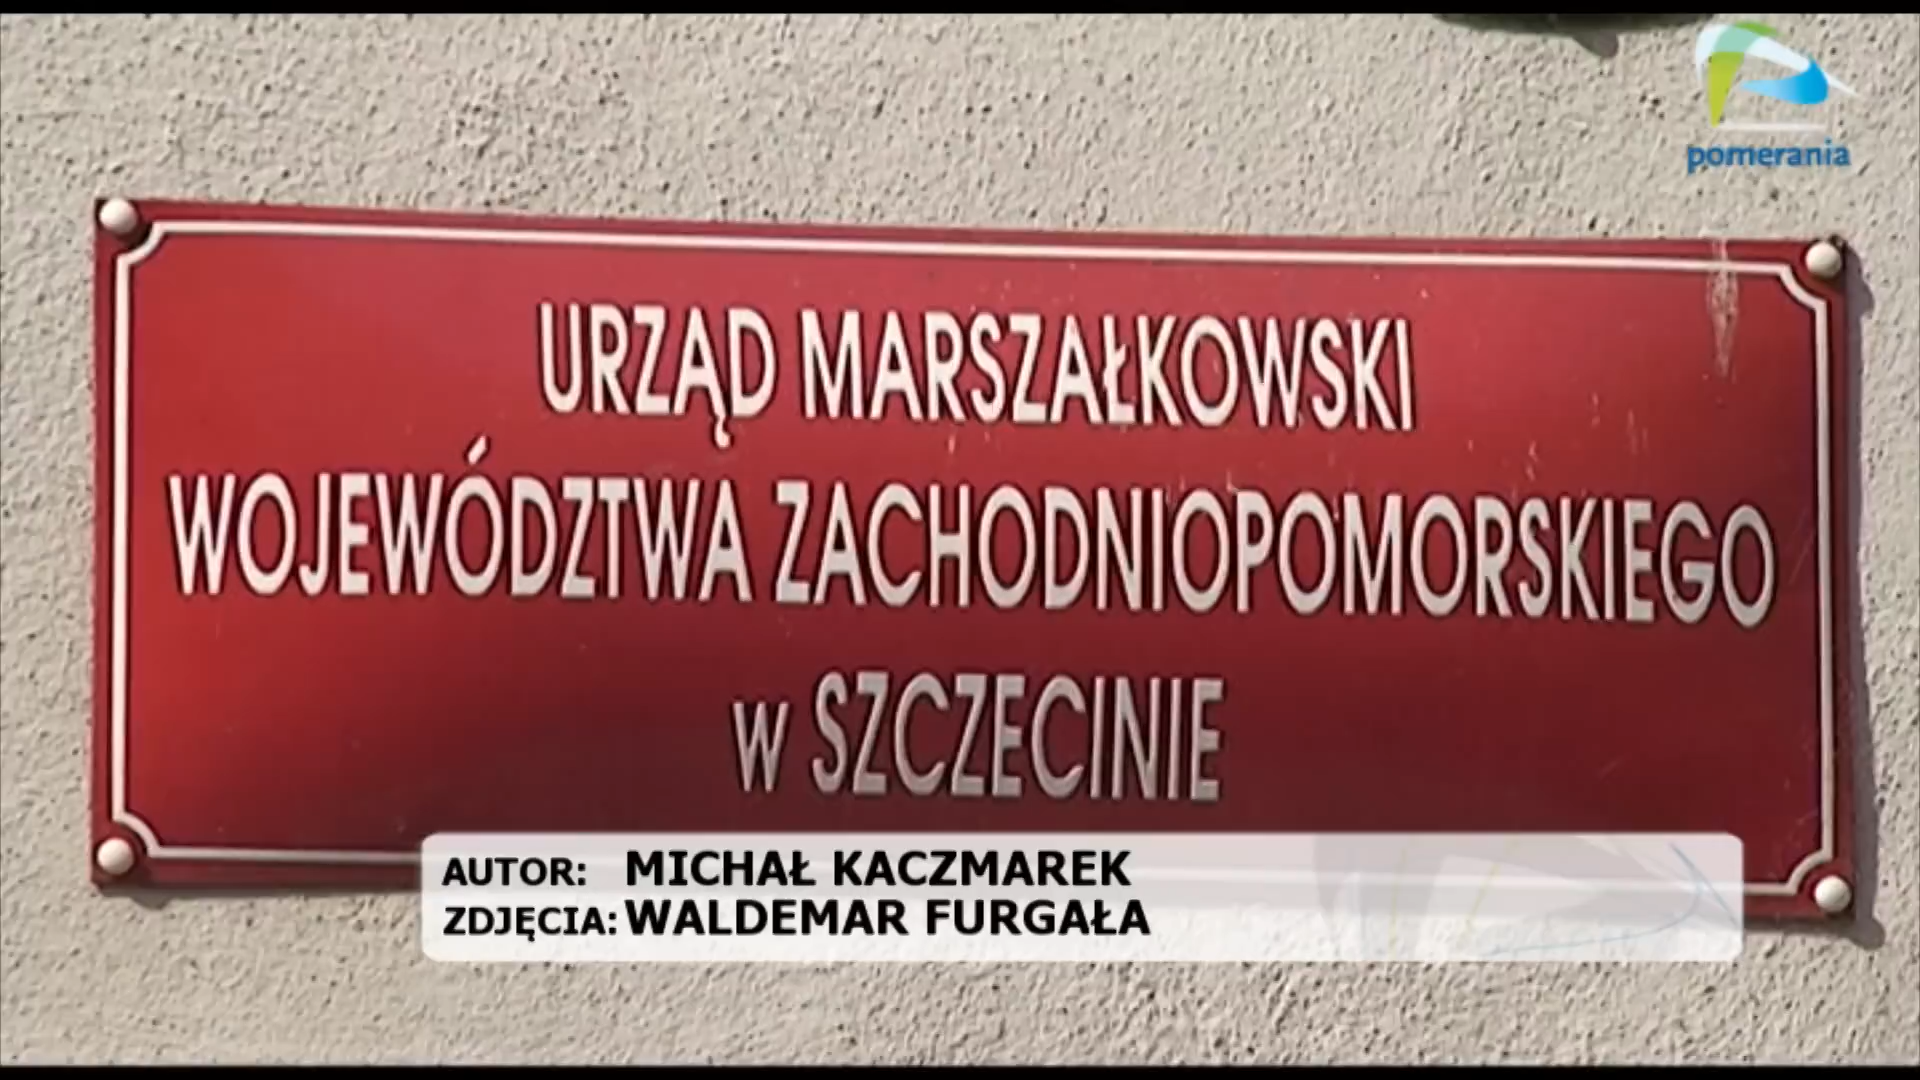 pomerania
URZĄD MARSZAŁKOWSKI
WOJEWÓDZTWA ZACHODNIOPOMORSKIEGO
w SZCZECINIE
AUTOR: MICHAŁ KACZMAREK
ZDJĘCIA: WALDEMAR FURGAŁA